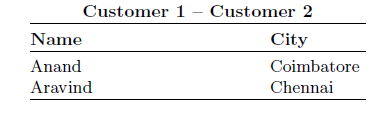 Customer 1 – Customer 2
Name City
Anand Coimbatore
Aravind Chennai